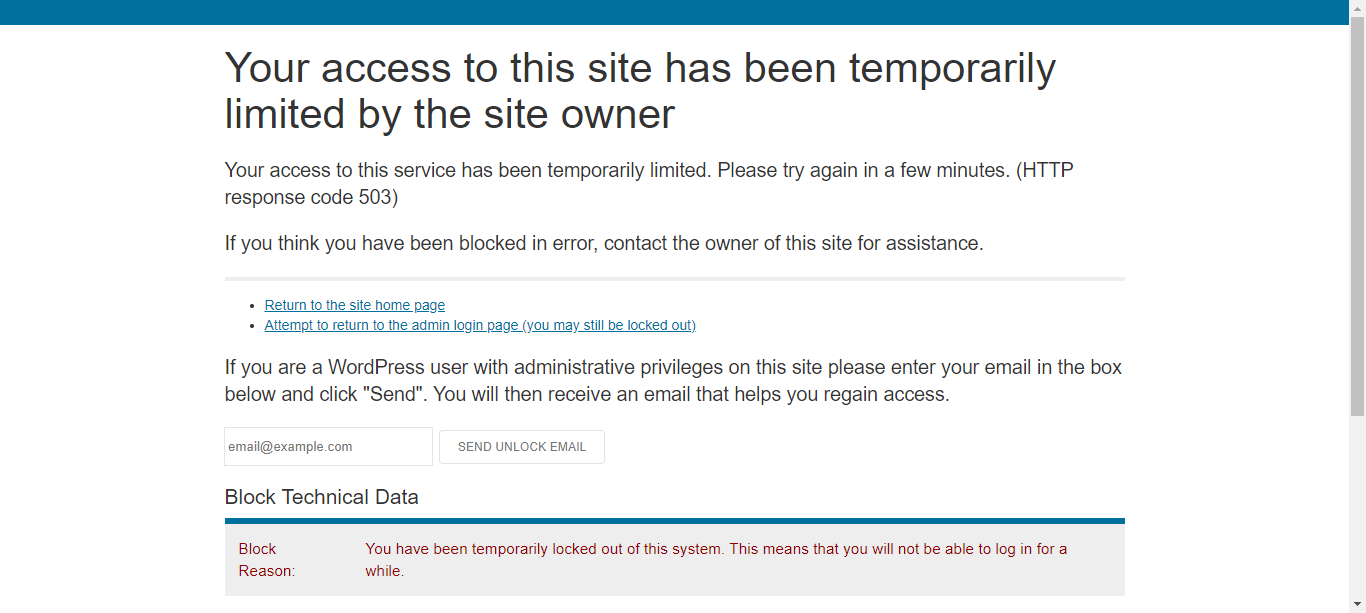 Your access to this site has been temporarily
limited by the site owner
Your access to this service has been temporarily limited. Please try again in a few minutes. (HTTP
response code 503)
If you think you have been blocked in error, contact the owner of this site for assistance.
Return to the site home page
Attempt to return to the admin login page (you may still be locked out)
If you are a WordPress user with administrative privileges on this site please enter your email in the box
below and click "Send". You will then receive an email that helps you regain access.
email@example.com SEND UNLOCK EMAIL
Block Technical Data
Block You have been temporarily locked out of this system. This means that you will not be able to log in for a
Reason: while.